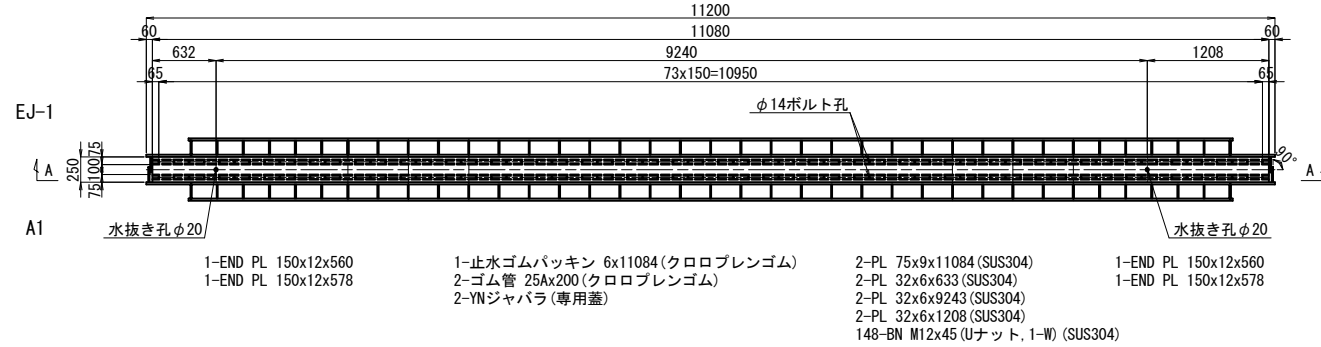 11200
60
11080
60
632
9240
1208
65
73x150=10950
65
EJ-1
φ14ボルト孔
75
100
75
250
A
90°
A
A1
水抜き孔φ20
水抜き孔φ20
1-END PL 150x12x560
1-END PL 150x12x578
1-止水ゴムパッキン 6x11084(クロロプレンゴム)
2-ゴム管 25Ax200(クロロプレンゴム)
2-YNジャバラ(専用蓋)
2-PL 75x9x11084(SUS304)
2-PL 32x6x633(SUS304)
2-PL 32x6x9243(SUS304)
2-PL 32x6x1208(SUS304)
148-BN M12x45(Uナット,1-W)(SUS304)
1-END PL 150x12x560
1-END PL 150x12x578